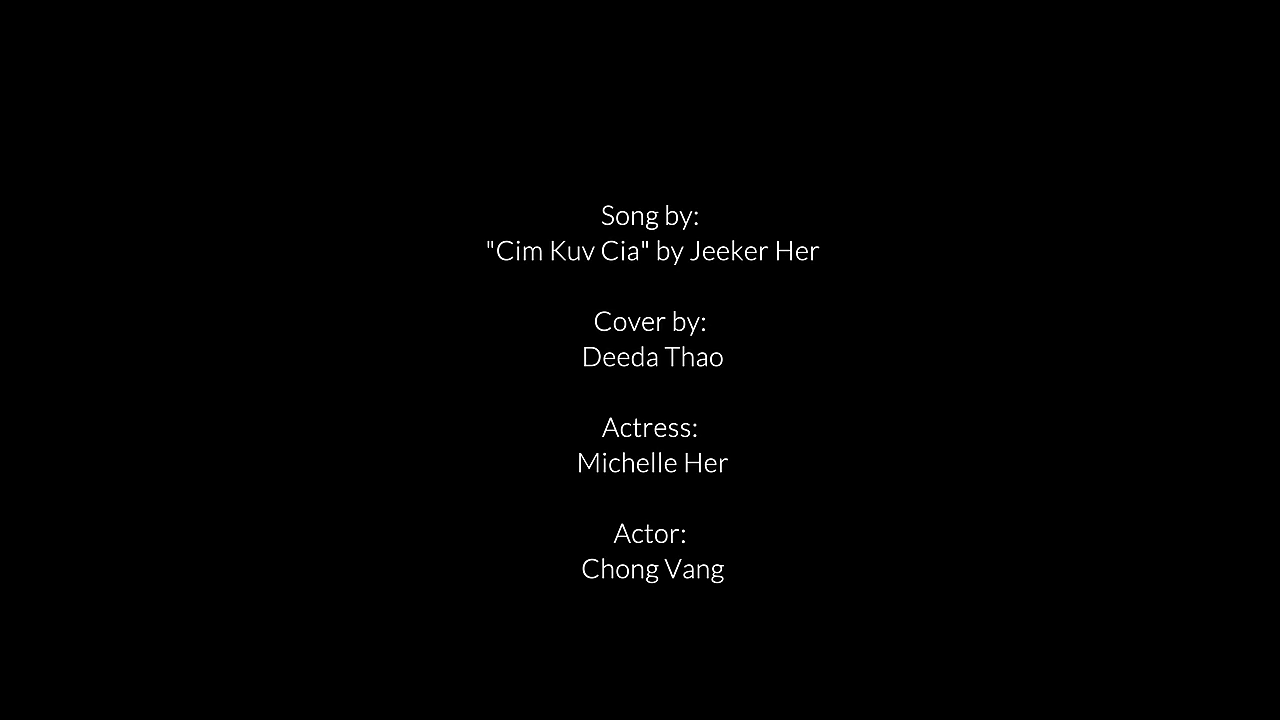 Song by:
"Cim Kuv Cia" by Jeeker Her
Cover by:
Deeda Thao
Actress:
Michelle Her
Actor:
Chong Vang